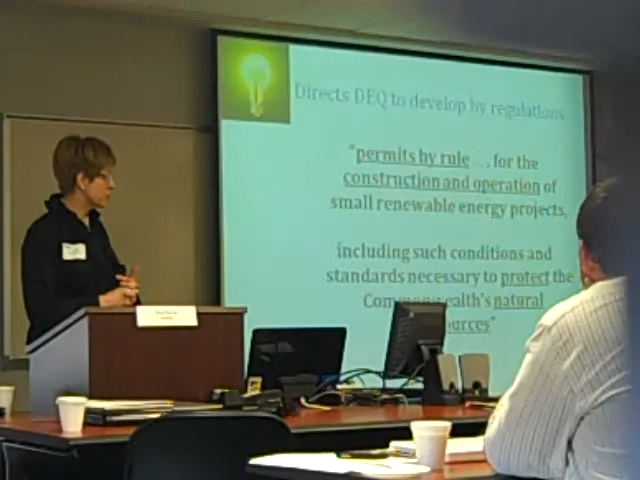 Directs DEQ to develop by regulations
"permits by rule ... for the
construction and operation of
small renewable energy projects,
including such conditions and
standards necessary to protect the
Commonwealth's natural
"